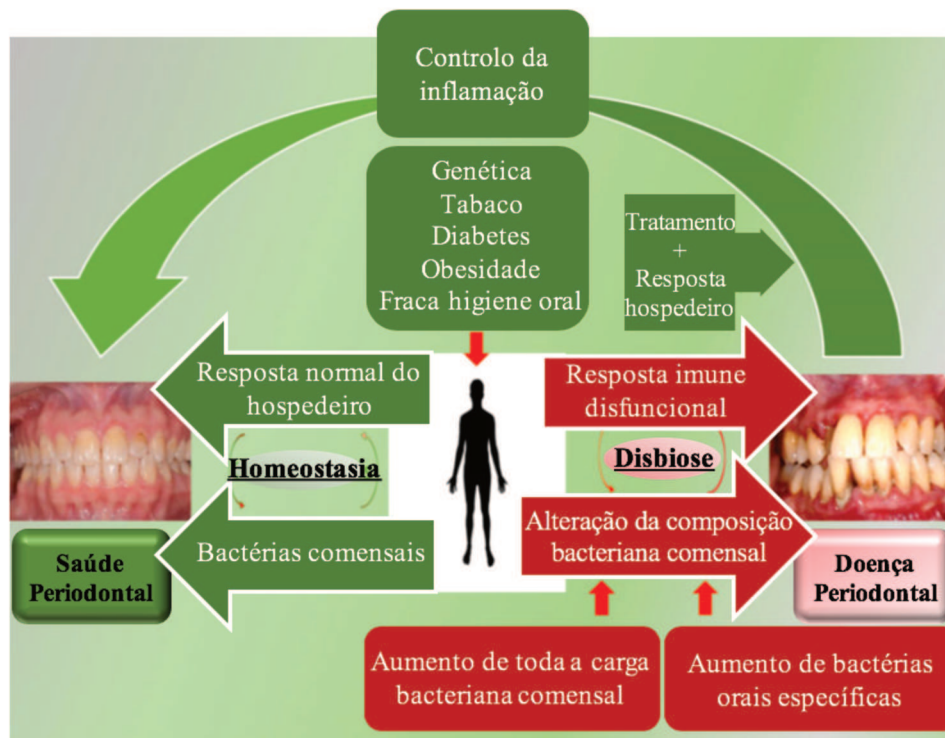 Controlo da
inflamação
Genética
Tabaco
Diabetes
Obesidade
Fraca higiene oral
Tratamento
+
Resposta
hospedeiro
Resposta normal do
hospedeiro
Resposta imune
disfuncional
Homeostasia
Disbiose
Bactérias comensais
Alteração da composição
bacteriana comensal
Saúde
Periodontal
Doença
Periodontal
Aumento de toda a carga
bacteriana comensal
Aumento de bactérias
orais específicas